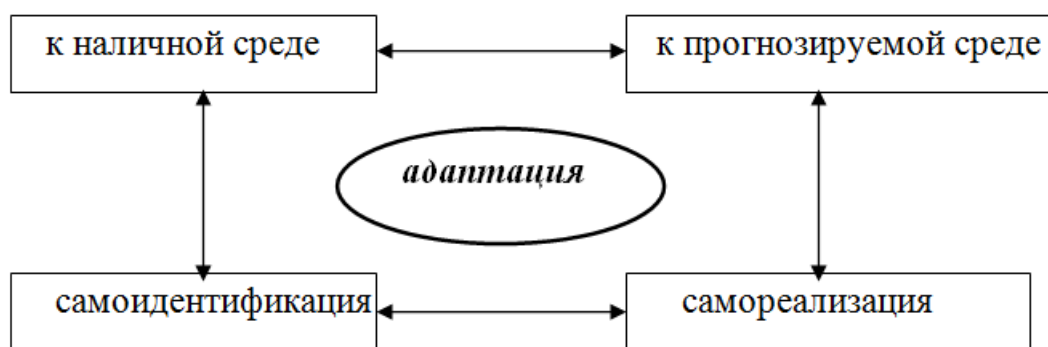 к наличной среде
к прогнозируемой среде
адаптация
самоидентификация
самореализация